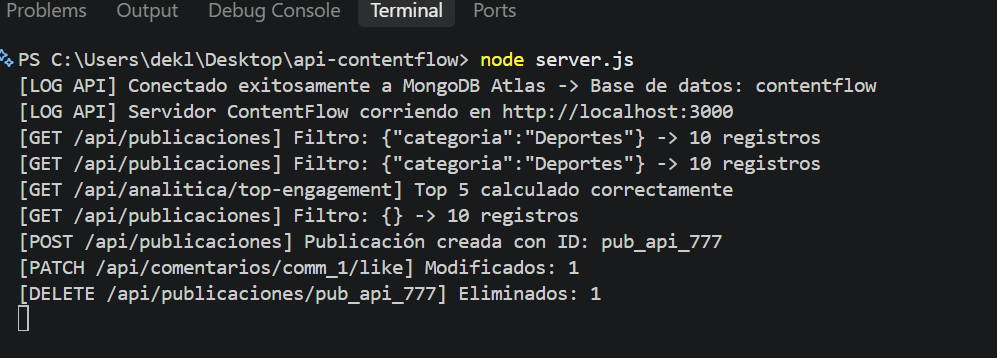 Problems Output Debug Console Terminal Ports
PS C:\Users\dekl\Desktop\api-contentflow> node server.js
[LOG API] Conectado exitosamente a MongoDB Atlas -> Base de datos: contentflow
[LOG API] Servidor ContentFlow corriendo en http://localhost:3000
[GET /api/publicaciones] Filtro: {"categoria":"Deportes"} -> 10 registros
[GET /api/publicaciones] Filtro: {"categoria":"Deportes"} -> 10 registros
[GET /api/analitica/top-engagement] Top 5 calculado correctamente
[GET /api/publicaciones] Filtro: {} -> 10 registros
[POST /api/publicaciones] Publicación creada con ID: pub_api_777
[PATCH /api/comentarios/comm_1/like] Modificados: 1
[DELETE /api/publicaciones/pub_api_777] Eliminados: 1